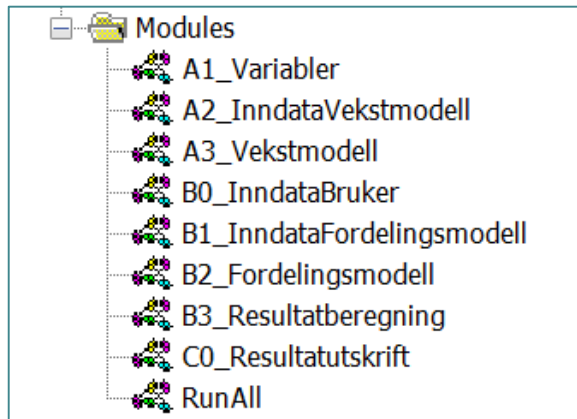 Modules
A1_Variabler
A2_InndataVekstmodell
A3_Vekstmodell
B0_InndataBruker
B1_InndataFordelingsmodell
B2_Fordelingsmodell
B3_Resultatberegning
C0_Resultatutskrift
RunAll